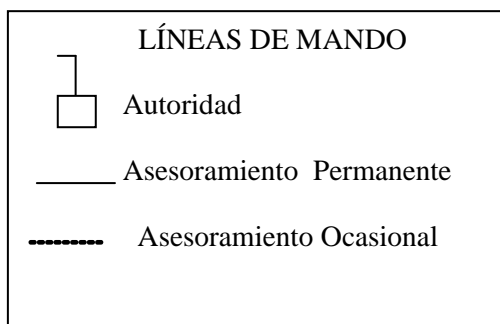 LÍNEAS DE MANDO
Autoridad
Asesoramiento Permanente
Asesoramiento Ocasional